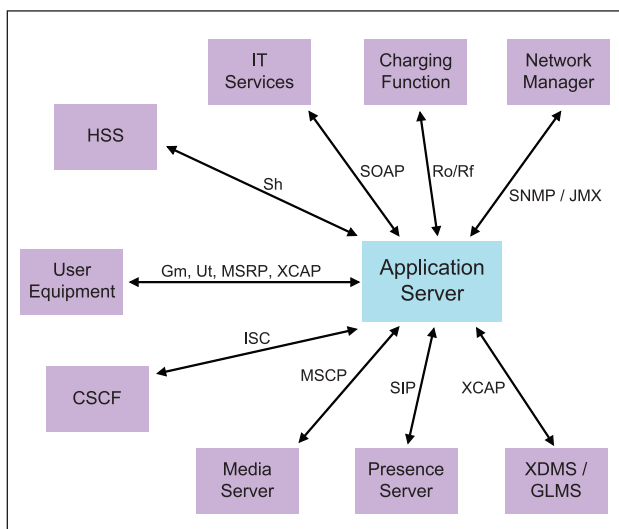 IT
Services
Charging
Function
Network
Manager
HSS
SOAP
Ro/Rf
SNMP / JMX
Sh
User
Equipment
Gm, Ut, MSRP, XCAP
Application
Server
ISC
CSCF
MSCP
SIP
XCAP
Media
Server
Presence
Server
XDMS /
GLMS